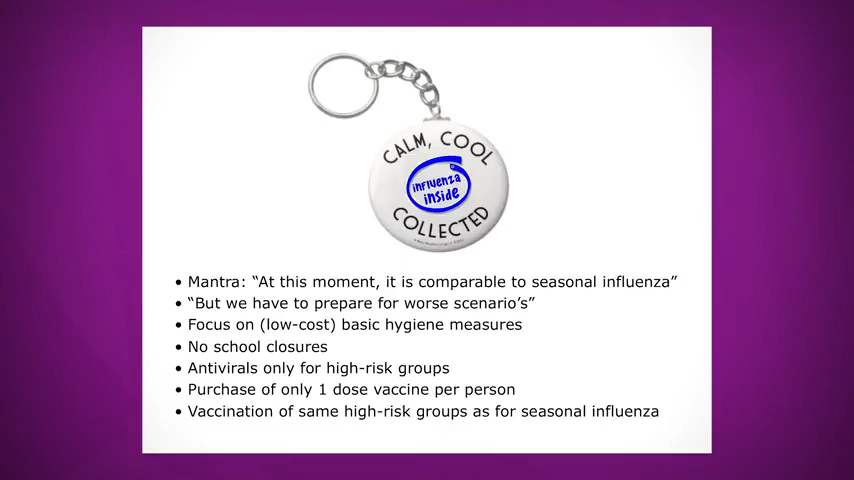 CALM, COOL
influenza
inside
COLLECTED
• Mantra: “At this moment, it is comparable to seasonal influenza”
• “But we have to prepare for worse scenario’s”
• Focus on (low-cost) basic hygiene measures
• No school closures
• Antivirals only for high-risk groups
• Purchase of only 1 dose vaccine per person
• Vaccination of same high-risk groups as for seasonal influenza